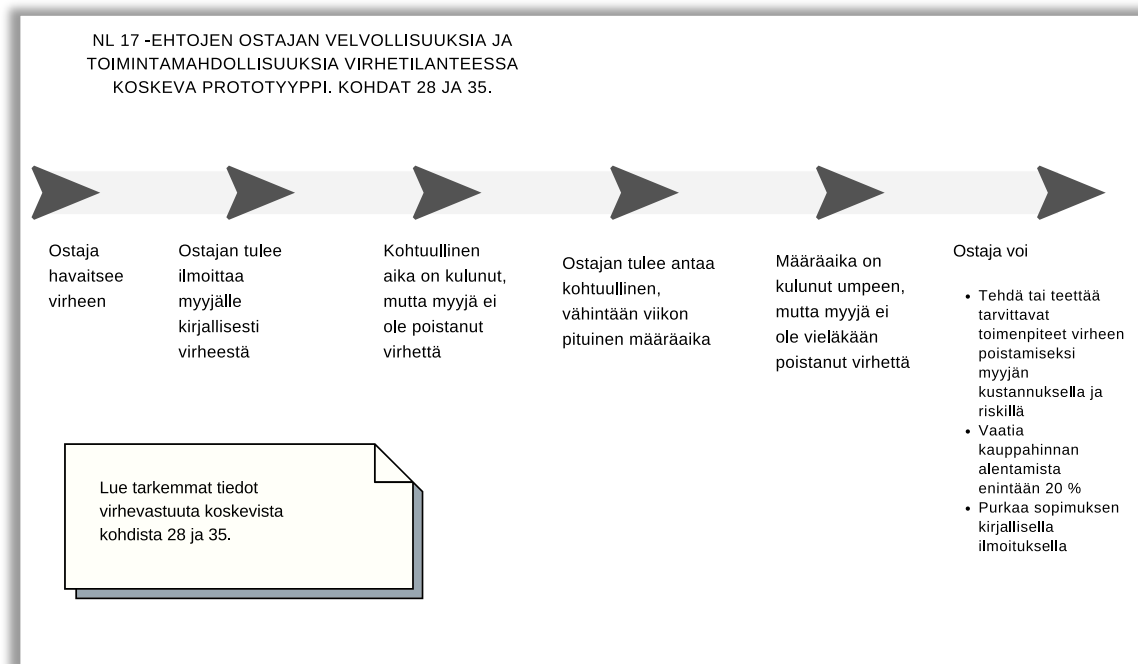 NL 17 -EHTOJEN OSTAJAN VELVOLLISUUKSIA JA
TOIMINTAMAHDOLLISUUKSIA VIRHETILANTEESSA
KOSKEVA PROTOTYYPPI. KOHDAT 28 JA 35.
Ostaja
havaitsee
virheen
Ostajan tulee
ilmoittaa
myyjälle
kirjallisesti
virheestä
Kohtuullinen
aika on kulunut,
mutta myyjä ei
ole poistanut
virhettä
Ostajan tulee antaa
kohtuullinen,
vähintään viikon
pituinen määräaika
Määräaika on
kulunut umpeen,
mutta myyjä ei
ole vieläkään
poistanut virhettä
Ostaja voi
• Tehdä tai teettää
tarvittavat
toimenpiteet virheen
poistamiseksi
myyjän
kustannuksella ja
riskillä
• Vaatia
kauppahinnan
alentamista
enintään 20 %
• Purkaa sopimuksen
kirjallisella
ilmoituksella
Lue tarkemmat tiedot
virhevastuuta koskevista
kohdista 28 ja 35.